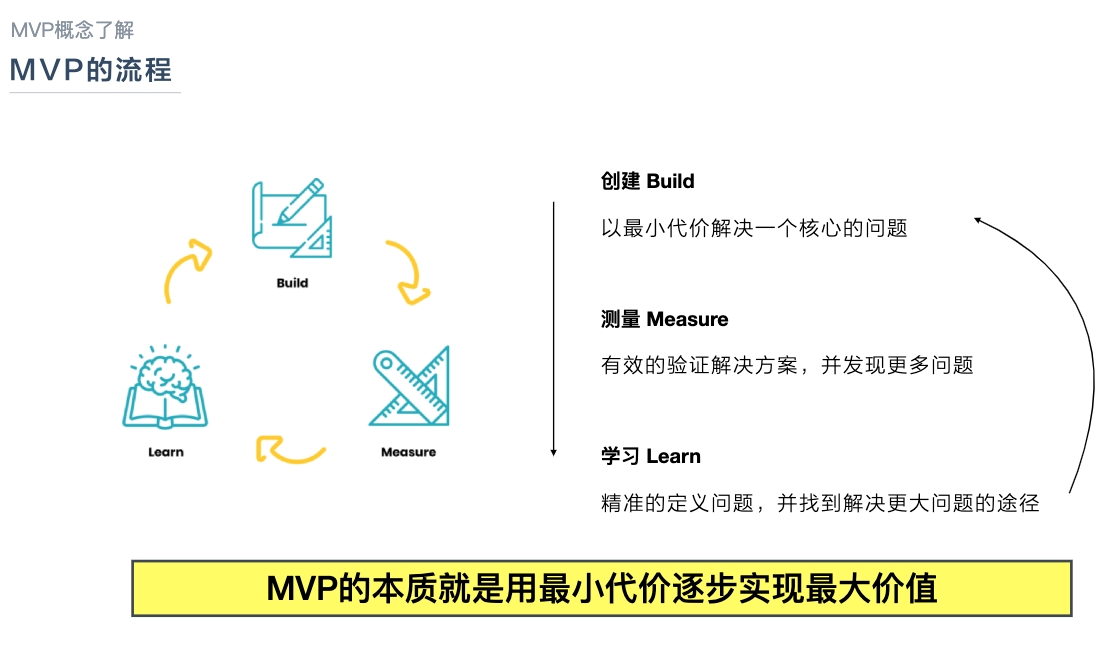 MVP概念了解
MVP的流程
Build
Learn
Measure
创建 Build
以最小代价解决一个核心的问题
测量 Measure
有效的验证解决方案，并发现更多问题
学习 Learn
精准的定义问题，并找到解决更大问题的途径
MVP的本质就是用最小代价逐步实现最大价值